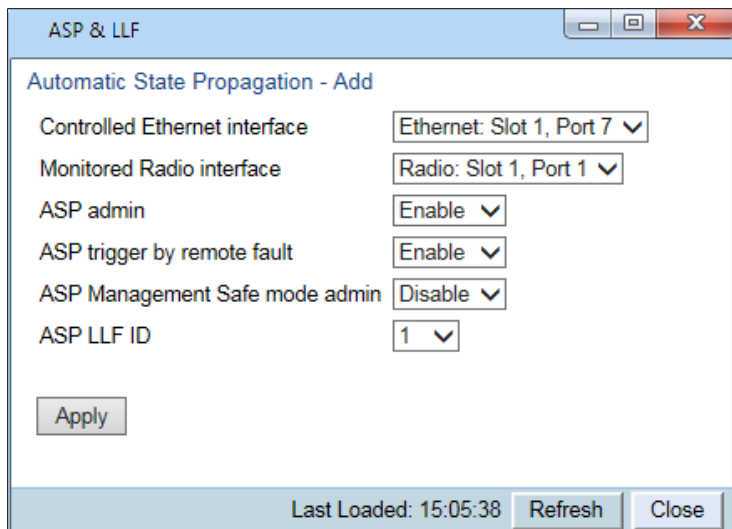 ASP & LLF
Automatic State Propagation - Add
Controlled Ethernet interface Ethernet: Slot 1, Port 7
Monitored Radio interface Radio: Slot 1, Port 1
ASP admin Enable
ASP trigger by remote fault Enable
ASP Management Safe mode admin Disable
ASP LLF ID 1
Apply
Last Loaded: 15:05:38 Refresh Close